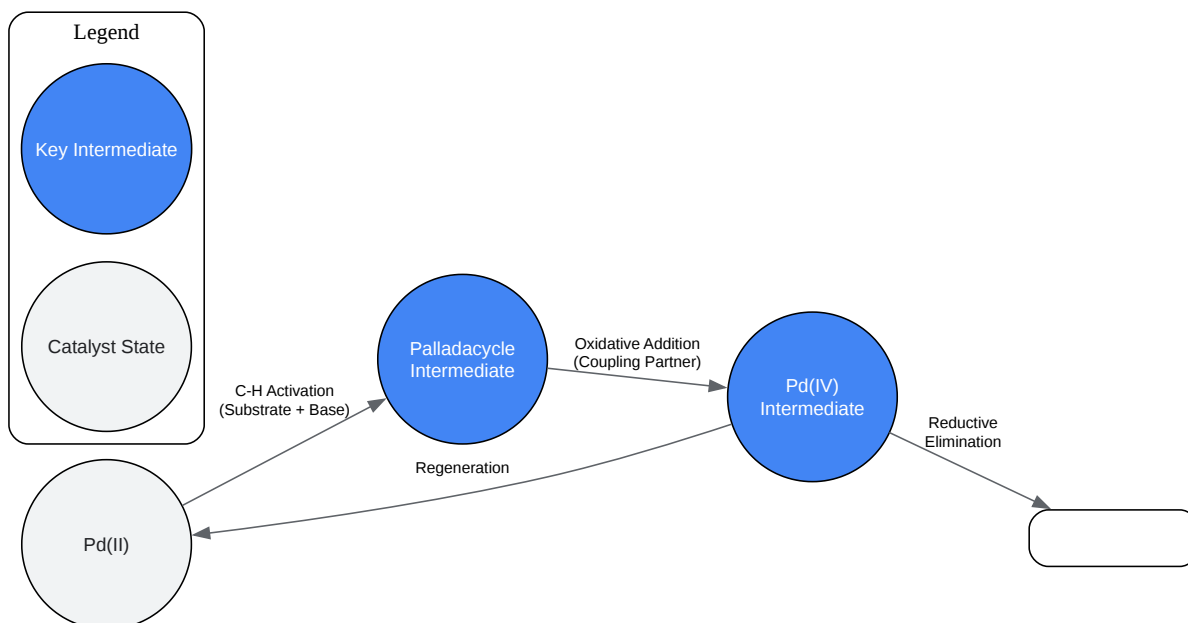 Legend
Key Intermediate
Catalyst State
Palladacycle
Intermediate
Oxidative Addition
(Coupling Partner)
Pd(IV)
Intermediate
C-H Activation
(Substrate + Base)
Reductive
Elimination
Regeneration
Pd(II)